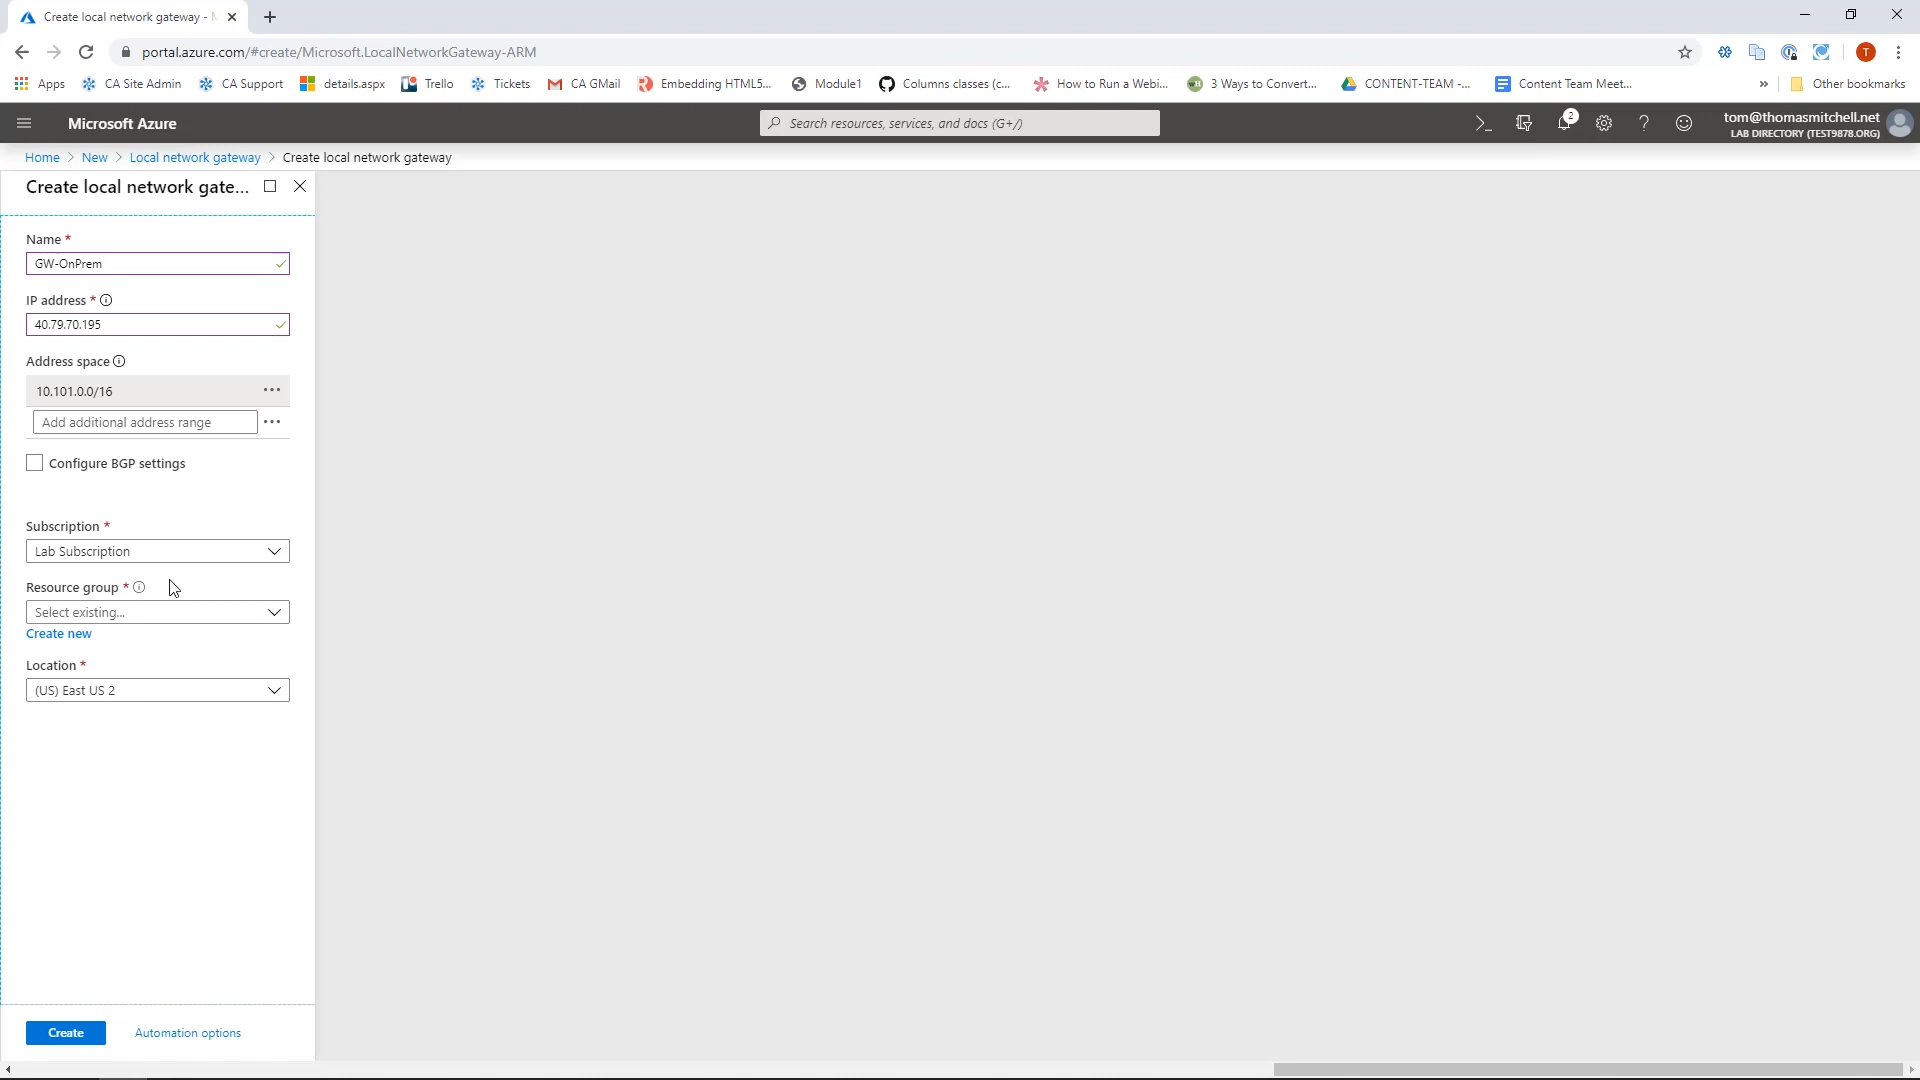 Create local network gateway - M
portal.azure.com/#create/Microsoft.LocalNetworkGateway-ARM
T
Apps
CA Site Admin
CA Support
details.aspx
Trello
Tickets
CA GMail
Embedding HTML5...
Module1
Columns classes (c...
How to Run a Webi...
3 Ways to Convert...
CONTENT-TEAM -...
Content Team Meet...
»
Other bookmarks
Microsoft Azure
Search resources, services, and docs (G+/)
2
tom@thomasmitchell.net
LAB DIRECTORY (TEST9878.ORG)
Home > New > Local network gateway > Create local network gateway
Create local network gate...
Name *
GW-OnPrem
IP address *
40.79.70.195
Address space
10.101.0.0/16
Add additional address range
Configure BGP settings
Subscription *
Lab Subscription
Resource group *
Select existing...
Create new
Location *
(US) East US 2
Create
Automation options